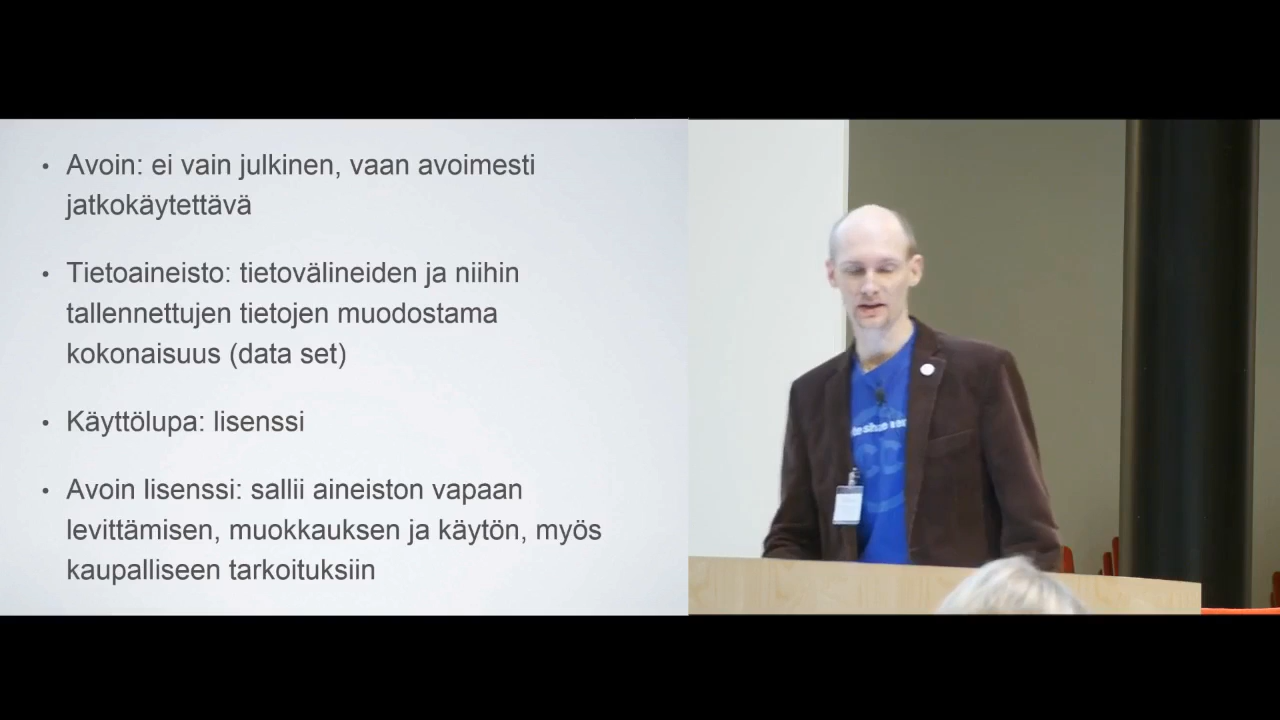 • Avoin: ei vain julkinen, vaan avoimesti
jatkokäytettävä
• Tietoaineisto: tietovälineiden ja niihin
tallennettujen tietojen muodostama
kokonaisuus (data set)
• Käyttölupa: lisenssi
• Avoin lisenssi: sallii aineiston vapaan
levittämisen, muokkauksen ja käytön, myös
kaupalliseen tarkoituksiin
CC